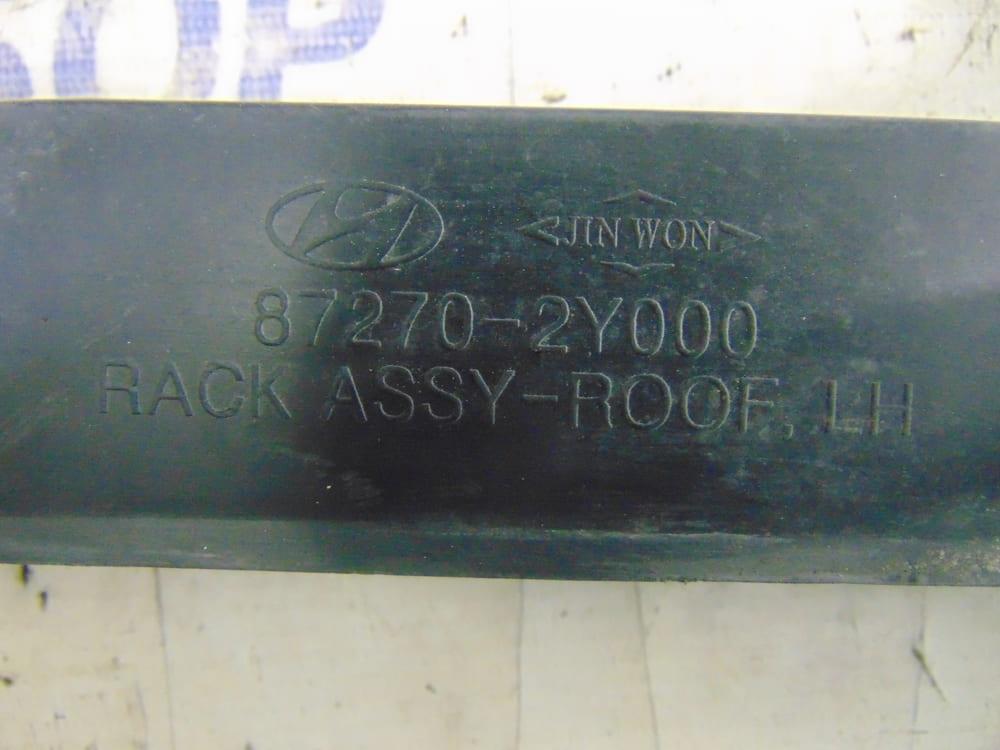 JIN WON
87270-2Y000
RACK ASSY-ROOF, LH